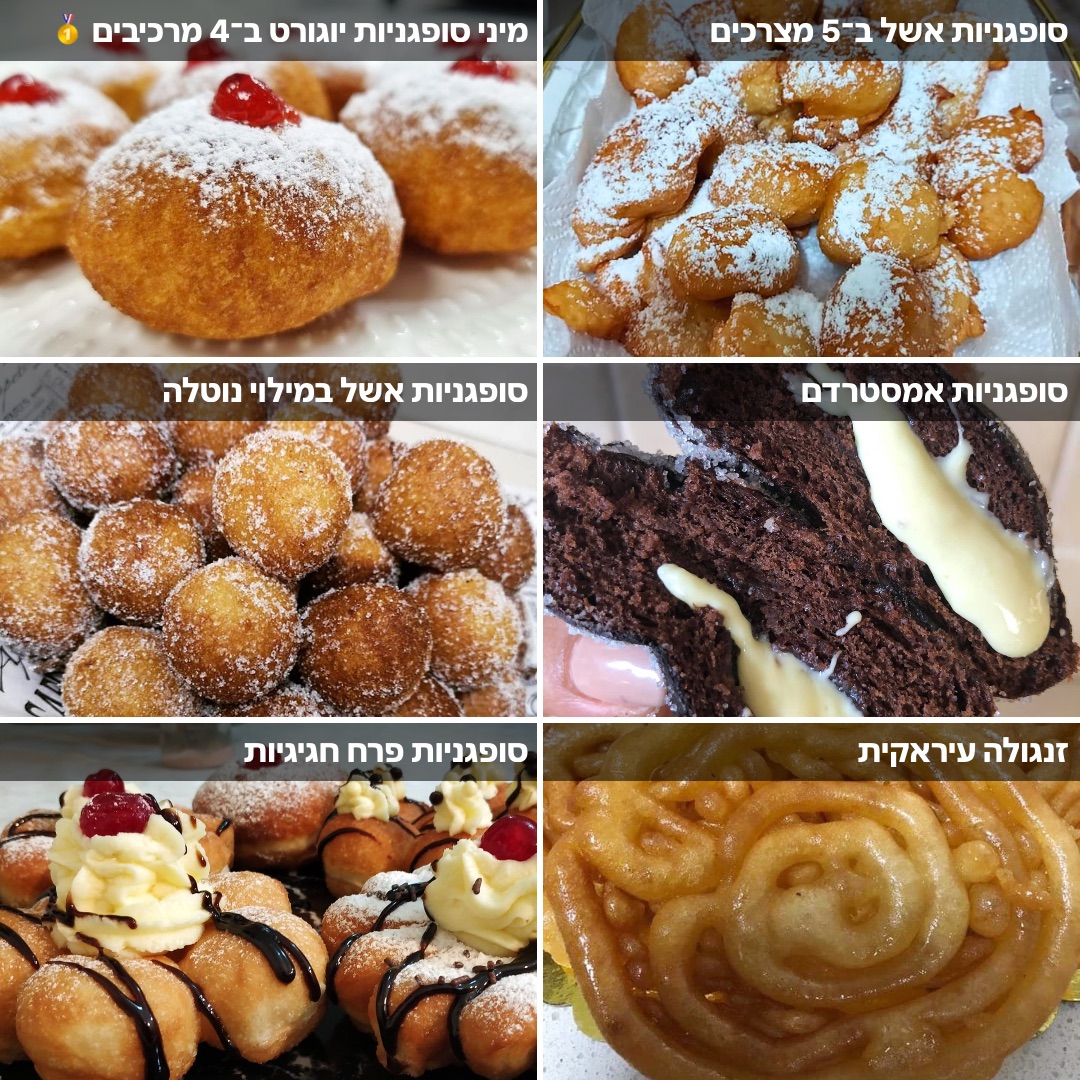 סופגניות אשל ב־5 מצרכים
מיני סופגניות יוגורט ב־4 מרכיבים 🏅
סופגניות אמסטרדם
סופגניות אשל במילוי נוטלה
זנגולה עיראקית
סופגניות פרח חגיגיות